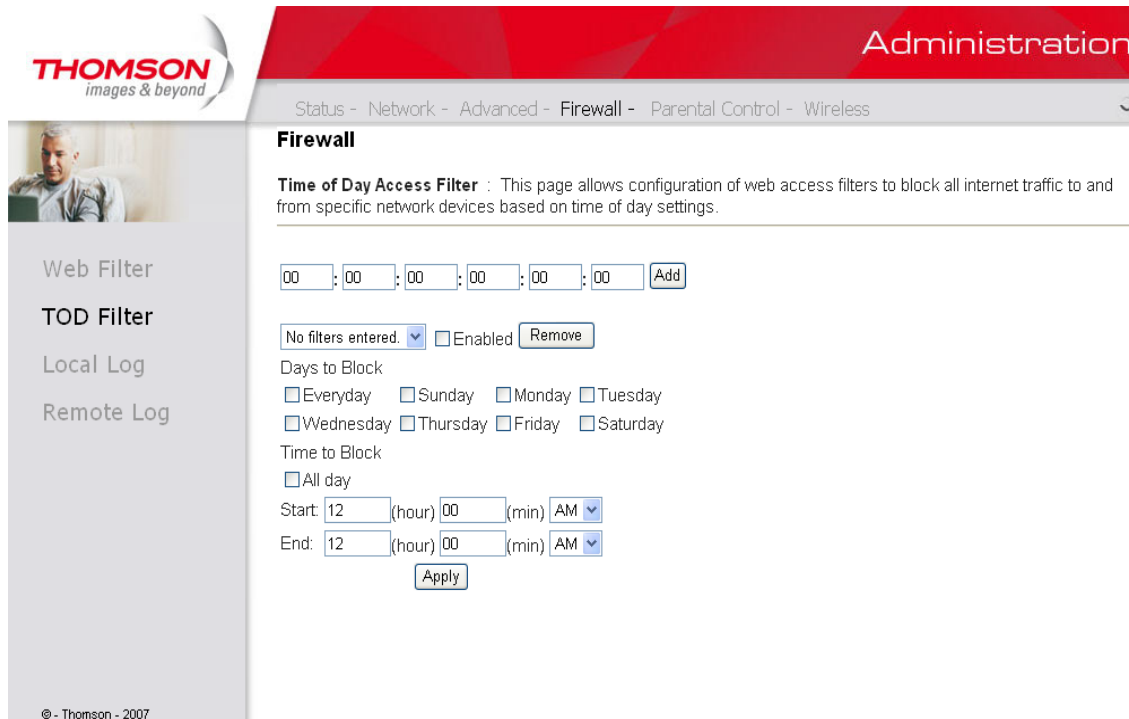 Administration
THOMSON
images & beyond
Status - Network - Advanced - Firewall - Parental Control - Wireless
Firewall
Time of Day Access Filter : This page allows configuration of web access filters to block all internet traffic to and
from specific network devices based on time of day settings.
Web Filter
TOD Filter
Local Log
Remote Log
00 : 00 : 00 : 00 : 00 : 00 Add
No filters entered. Enabled Remove
Days to Block
Everyday Sunday Monday Tuesday
Wednesday Thursday Friday Saturday
Time to Block
All day
Start: 12 (hour) 00 (min) AM
End: 12 (hour) 00 (min) AM
Apply
© - Thomson - 2007